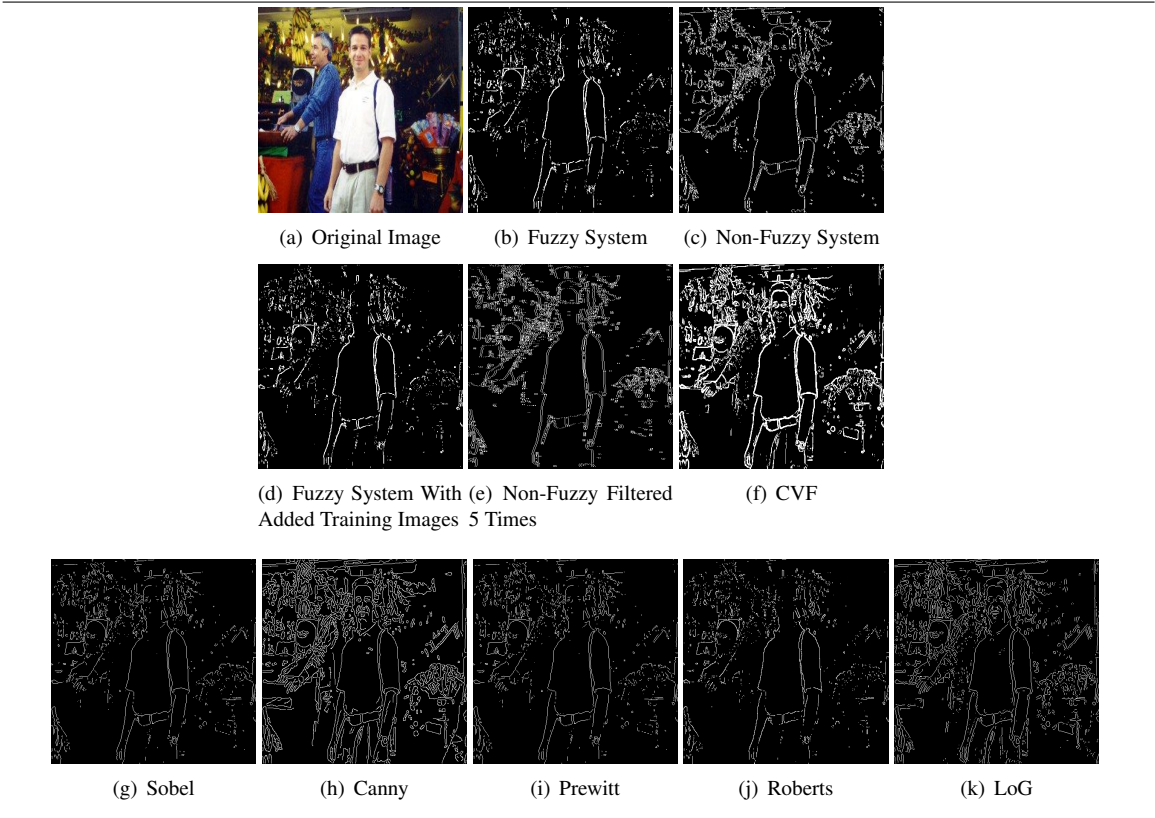 (a) Original Image
(b) Fuzzy System
(c) Non-Fuzzy System
(d) Fuzzy System With
Added Training Images
(e) Non-Fuzzy Filtered
5 Times
(f) CVF
(g) Sobel
(h) Canny
(i) Prewitt
(j) Roberts
(k) LoG